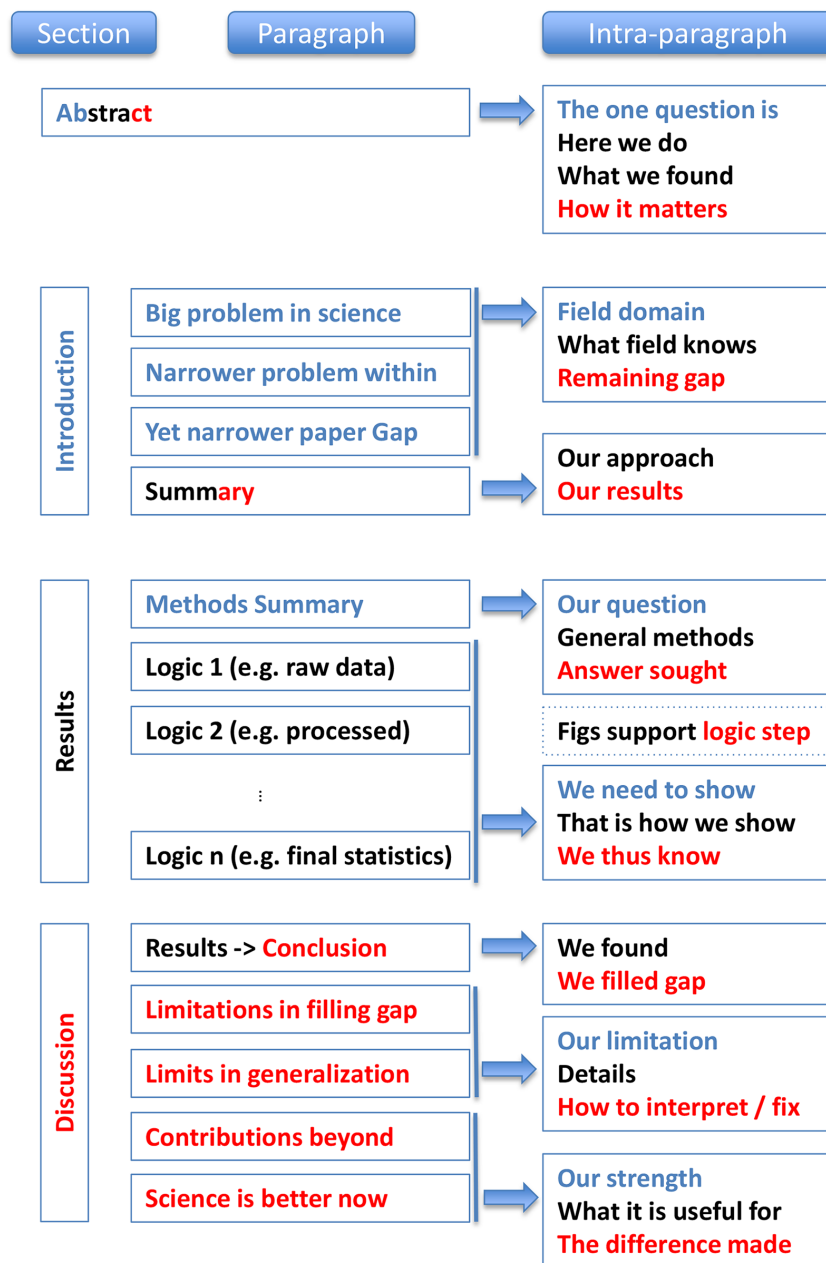 Section
Paragraph
Intra-paragraph
Abstract
The one question is
Here we do
What we found
How it matters
Introduction
Big problem in science
Narrower problem within
Yet narrower paper Gap
Summary
Field domain
What field knows
Remaining gap
Our approach
Our results
Results
Methods Summary
Logic 1 (e.g. raw data)
Logic 2 (e.g. processed)
...
Logic n (e.g. final statistics)
Our question
General methods
Answer sought
Figs support logic step
We need to show
That is how we show
We thus know
Discussion
Results -> Conclusion
Limitations in filling gap
Limits in generalization
Contributions beyond
Science is better now
We found
We filled gap
Our limitation
Details
How to interpret / fix
Our strength
What it is useful for
The difference made